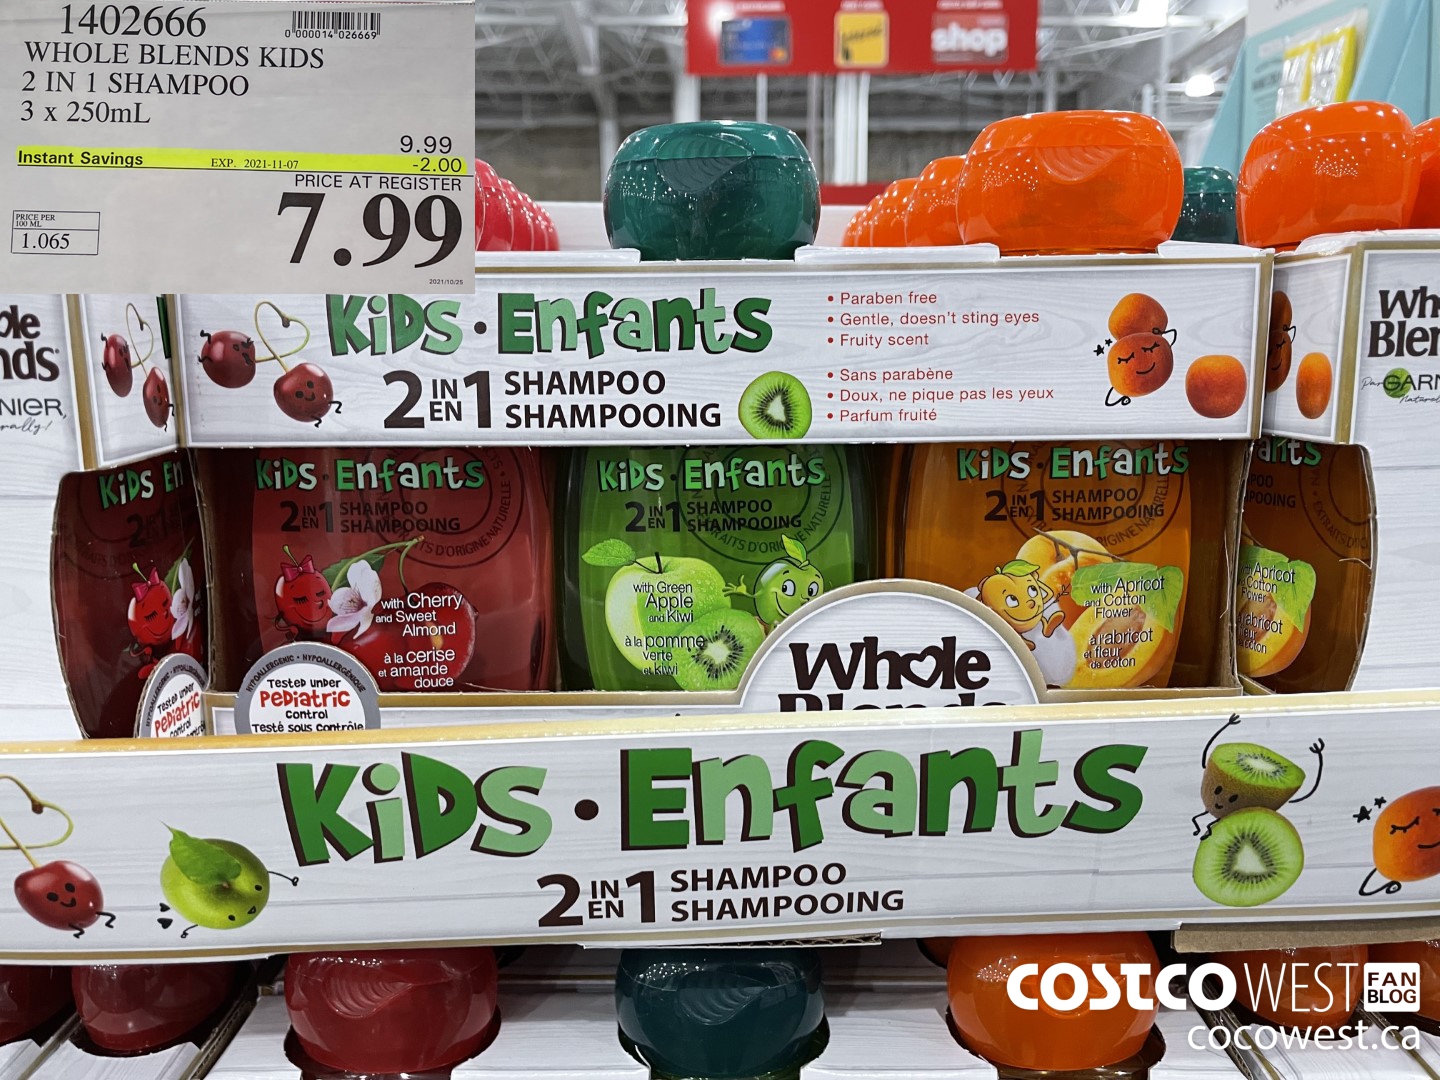 1402666
0 000014 026669
WHOLE BLENDS KIDS
2 IN 1 SHAMPOO
3 x 250mL
9.99
Instant Savings EXP. 2021-11-07 -2.00
PRICE AT REGISTER
7.99
PRICE PER
100 ML
1.065
2021/10/25
shop
KiDS · Enfants
2 IN EN 1 SHAMPOO
SHAMPOOING
• Paraben free
• Gentle, doesn't sting eyes
• Fruity scent
• Sans parabène
• Doux, ne pique pas les yeux
• Parfum fruité
KiDS · Enfants
2 IN EN 1 SHAMPOO
SHAMPOOING
with Cherry
and Sweet
Almond
à la cerise
et amande
douce
KiDS · Enfants
2 IN EN 1 SHAMPOO
SHAMPOOING
with Green
Apple
and Kiwi
à la pomme
verte
et kiwi
KiDS · Enfants
2 IN EN 1 SHAMPOO
SHAMPOOING
with Apricot
and Cotton
Flower
à l'abricot
et fleur
de coton
HYPOALLERGENIC • HYPOALLERGÉNIQUE
Tested under
Pediatric
control
Testé sous contrôle
Whole
Blends
KiDS · Enfants
2 IN EN 1 SHAMPOO
SHAMPOOING
COSTCO WEST FAN BLOG
cocowest.ca